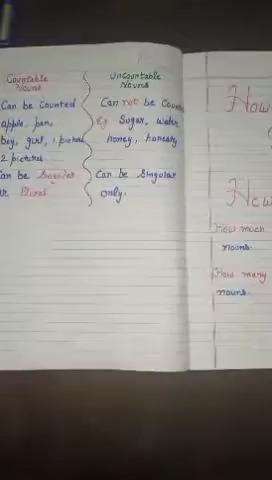 Countable
Nouns
Can be Counted
apple, pen,
boy, girl, 1 picture
2 pictures
Can be Singular
or Plural
Uncountable
Nouns
Can not be
Eg Sugar, water,
honey, honesty
Can be Singular
only.
How
How much
nouns.
How many
nouns.